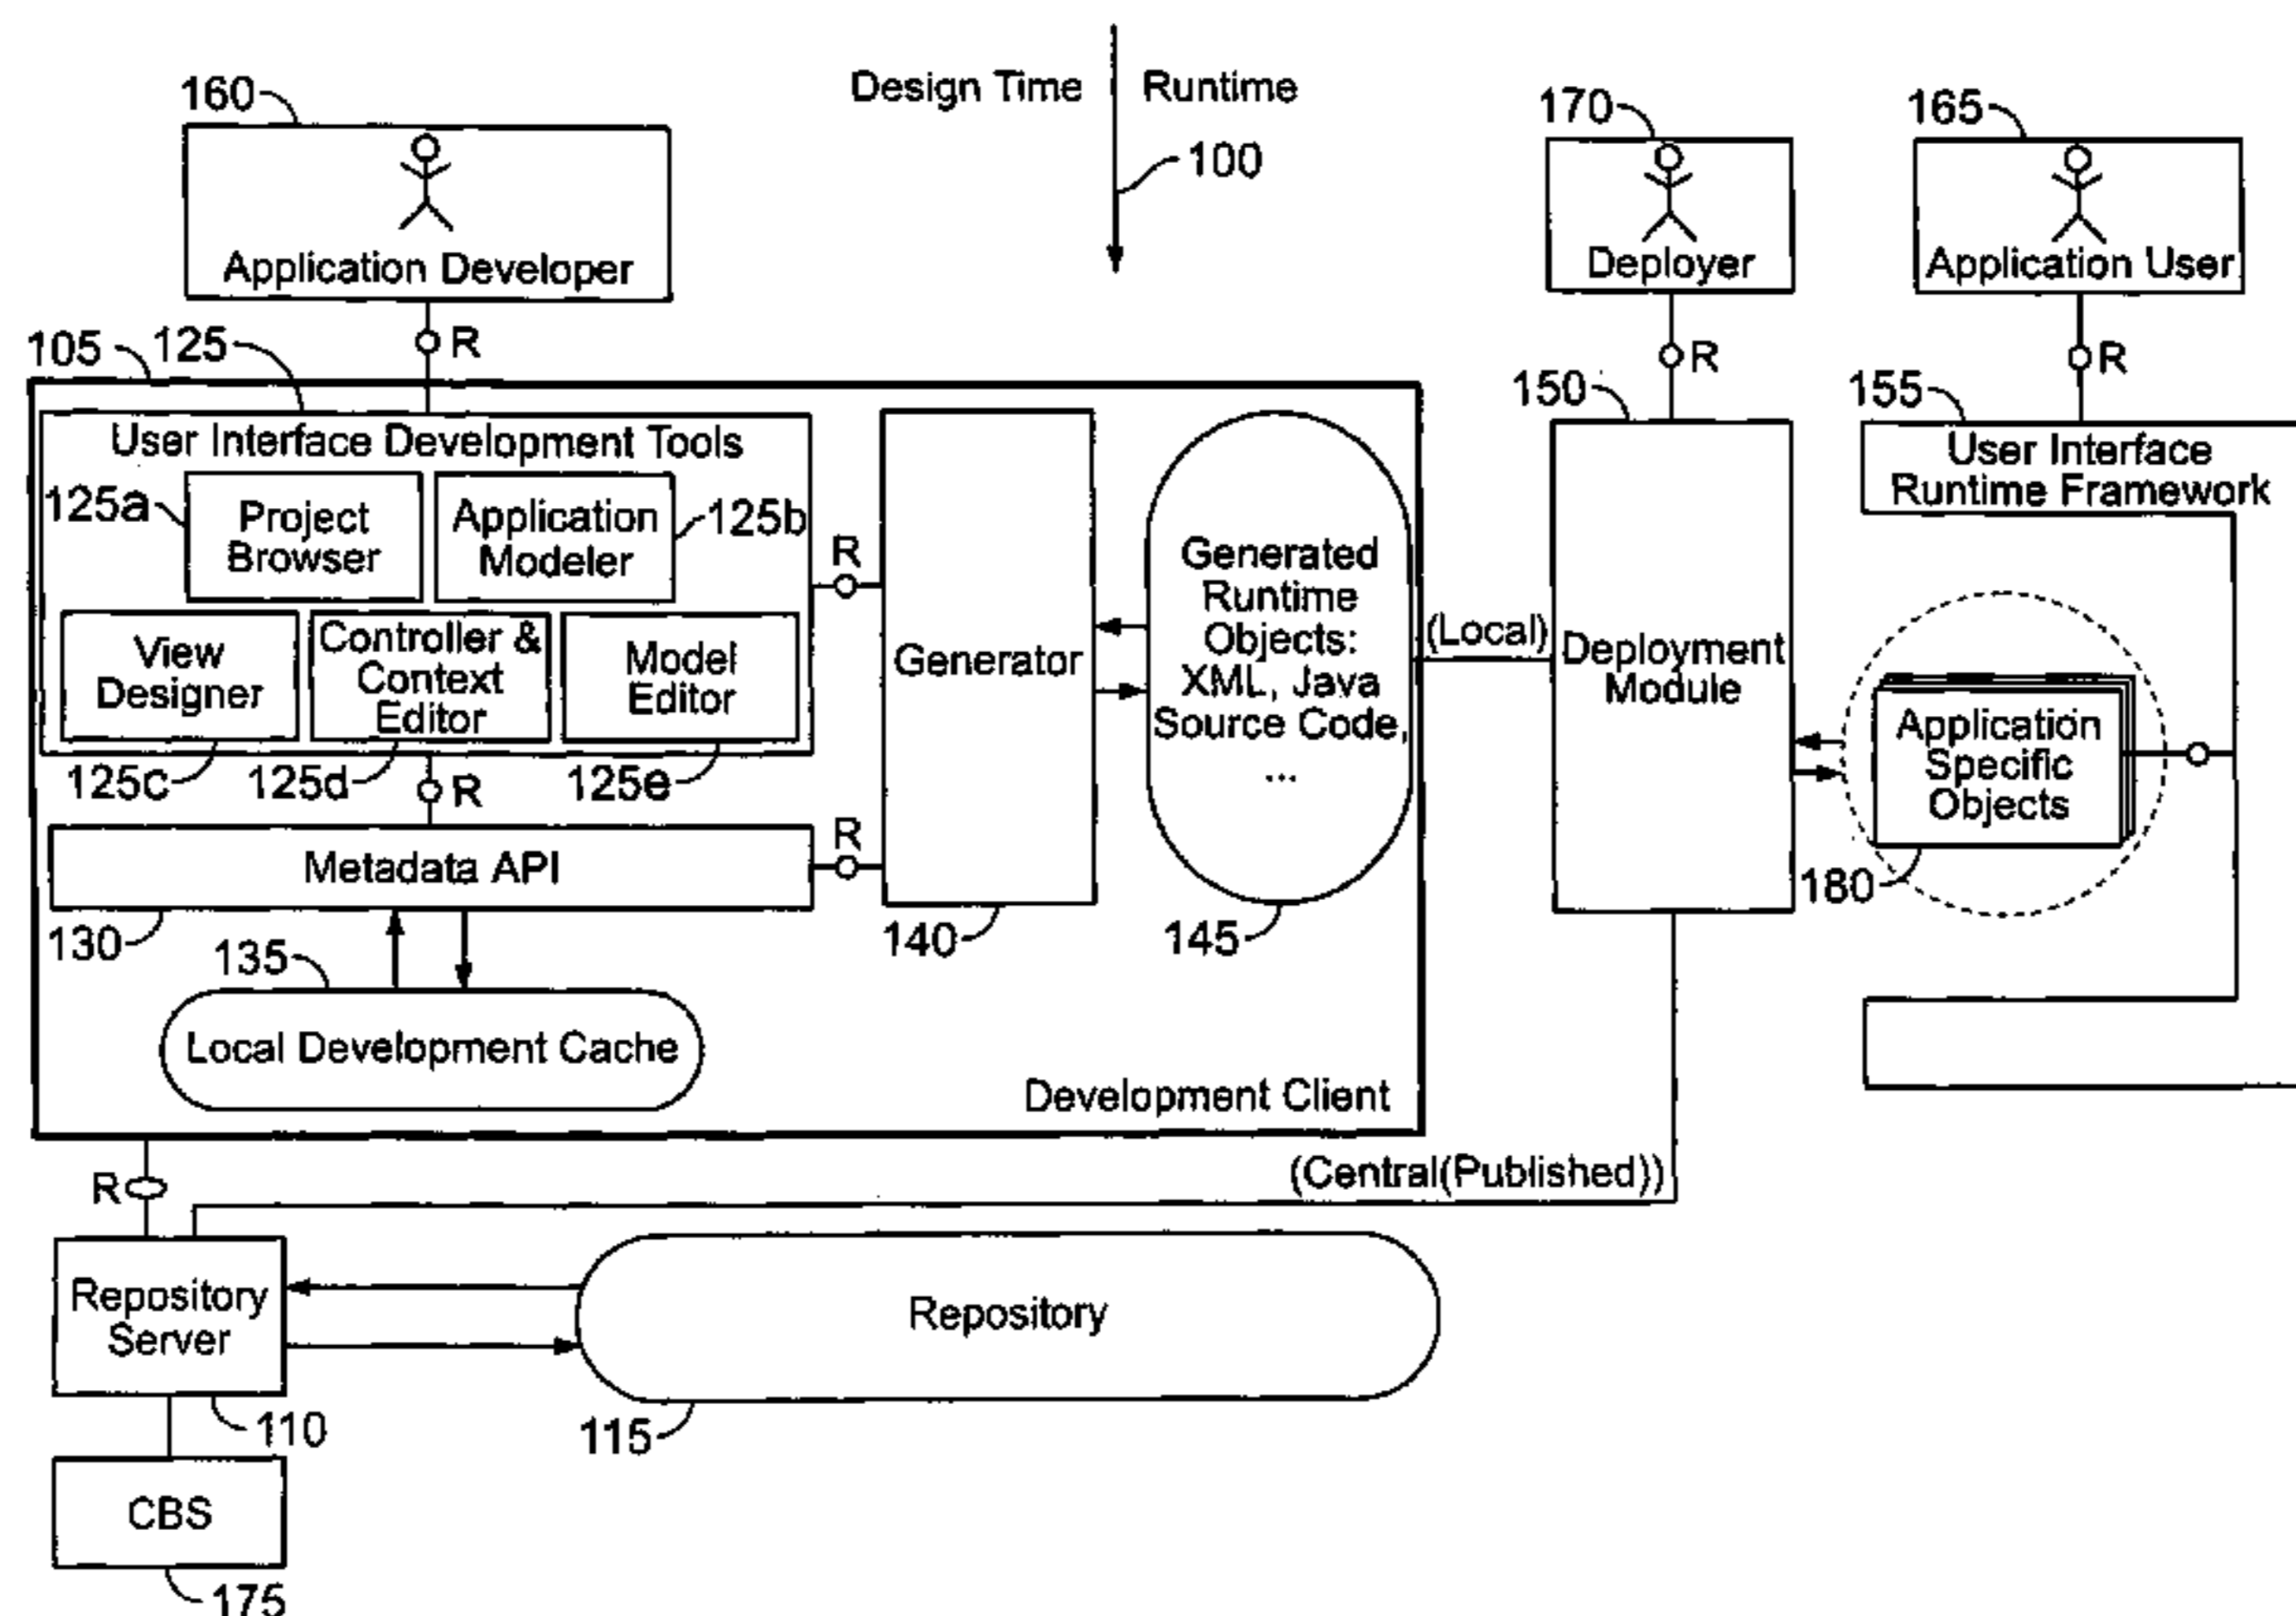 Design Time
Runtime
100
160
Application Developer
170
Deployer
165
Application User
R
R
R
105
125
User Interface Development Tools
125a
Project
Browser
Application
Modeler
125b
View
Designer
Controller &
Context
Editor
Model
Editor
125c
125d
125e
R
R
R
Metadata API
130
135
Local Development Cache
Generator
140
Generated
Runtime
Objects:
XML, Java
Source Code,
...
145
Development Client
(Local)
150
Deployment
Module
155
User Interface
Runtime Framework
Application
Specific
Objects
180
(Central(Published))
R
Repository
Server
110
Repository
115
CBS
175